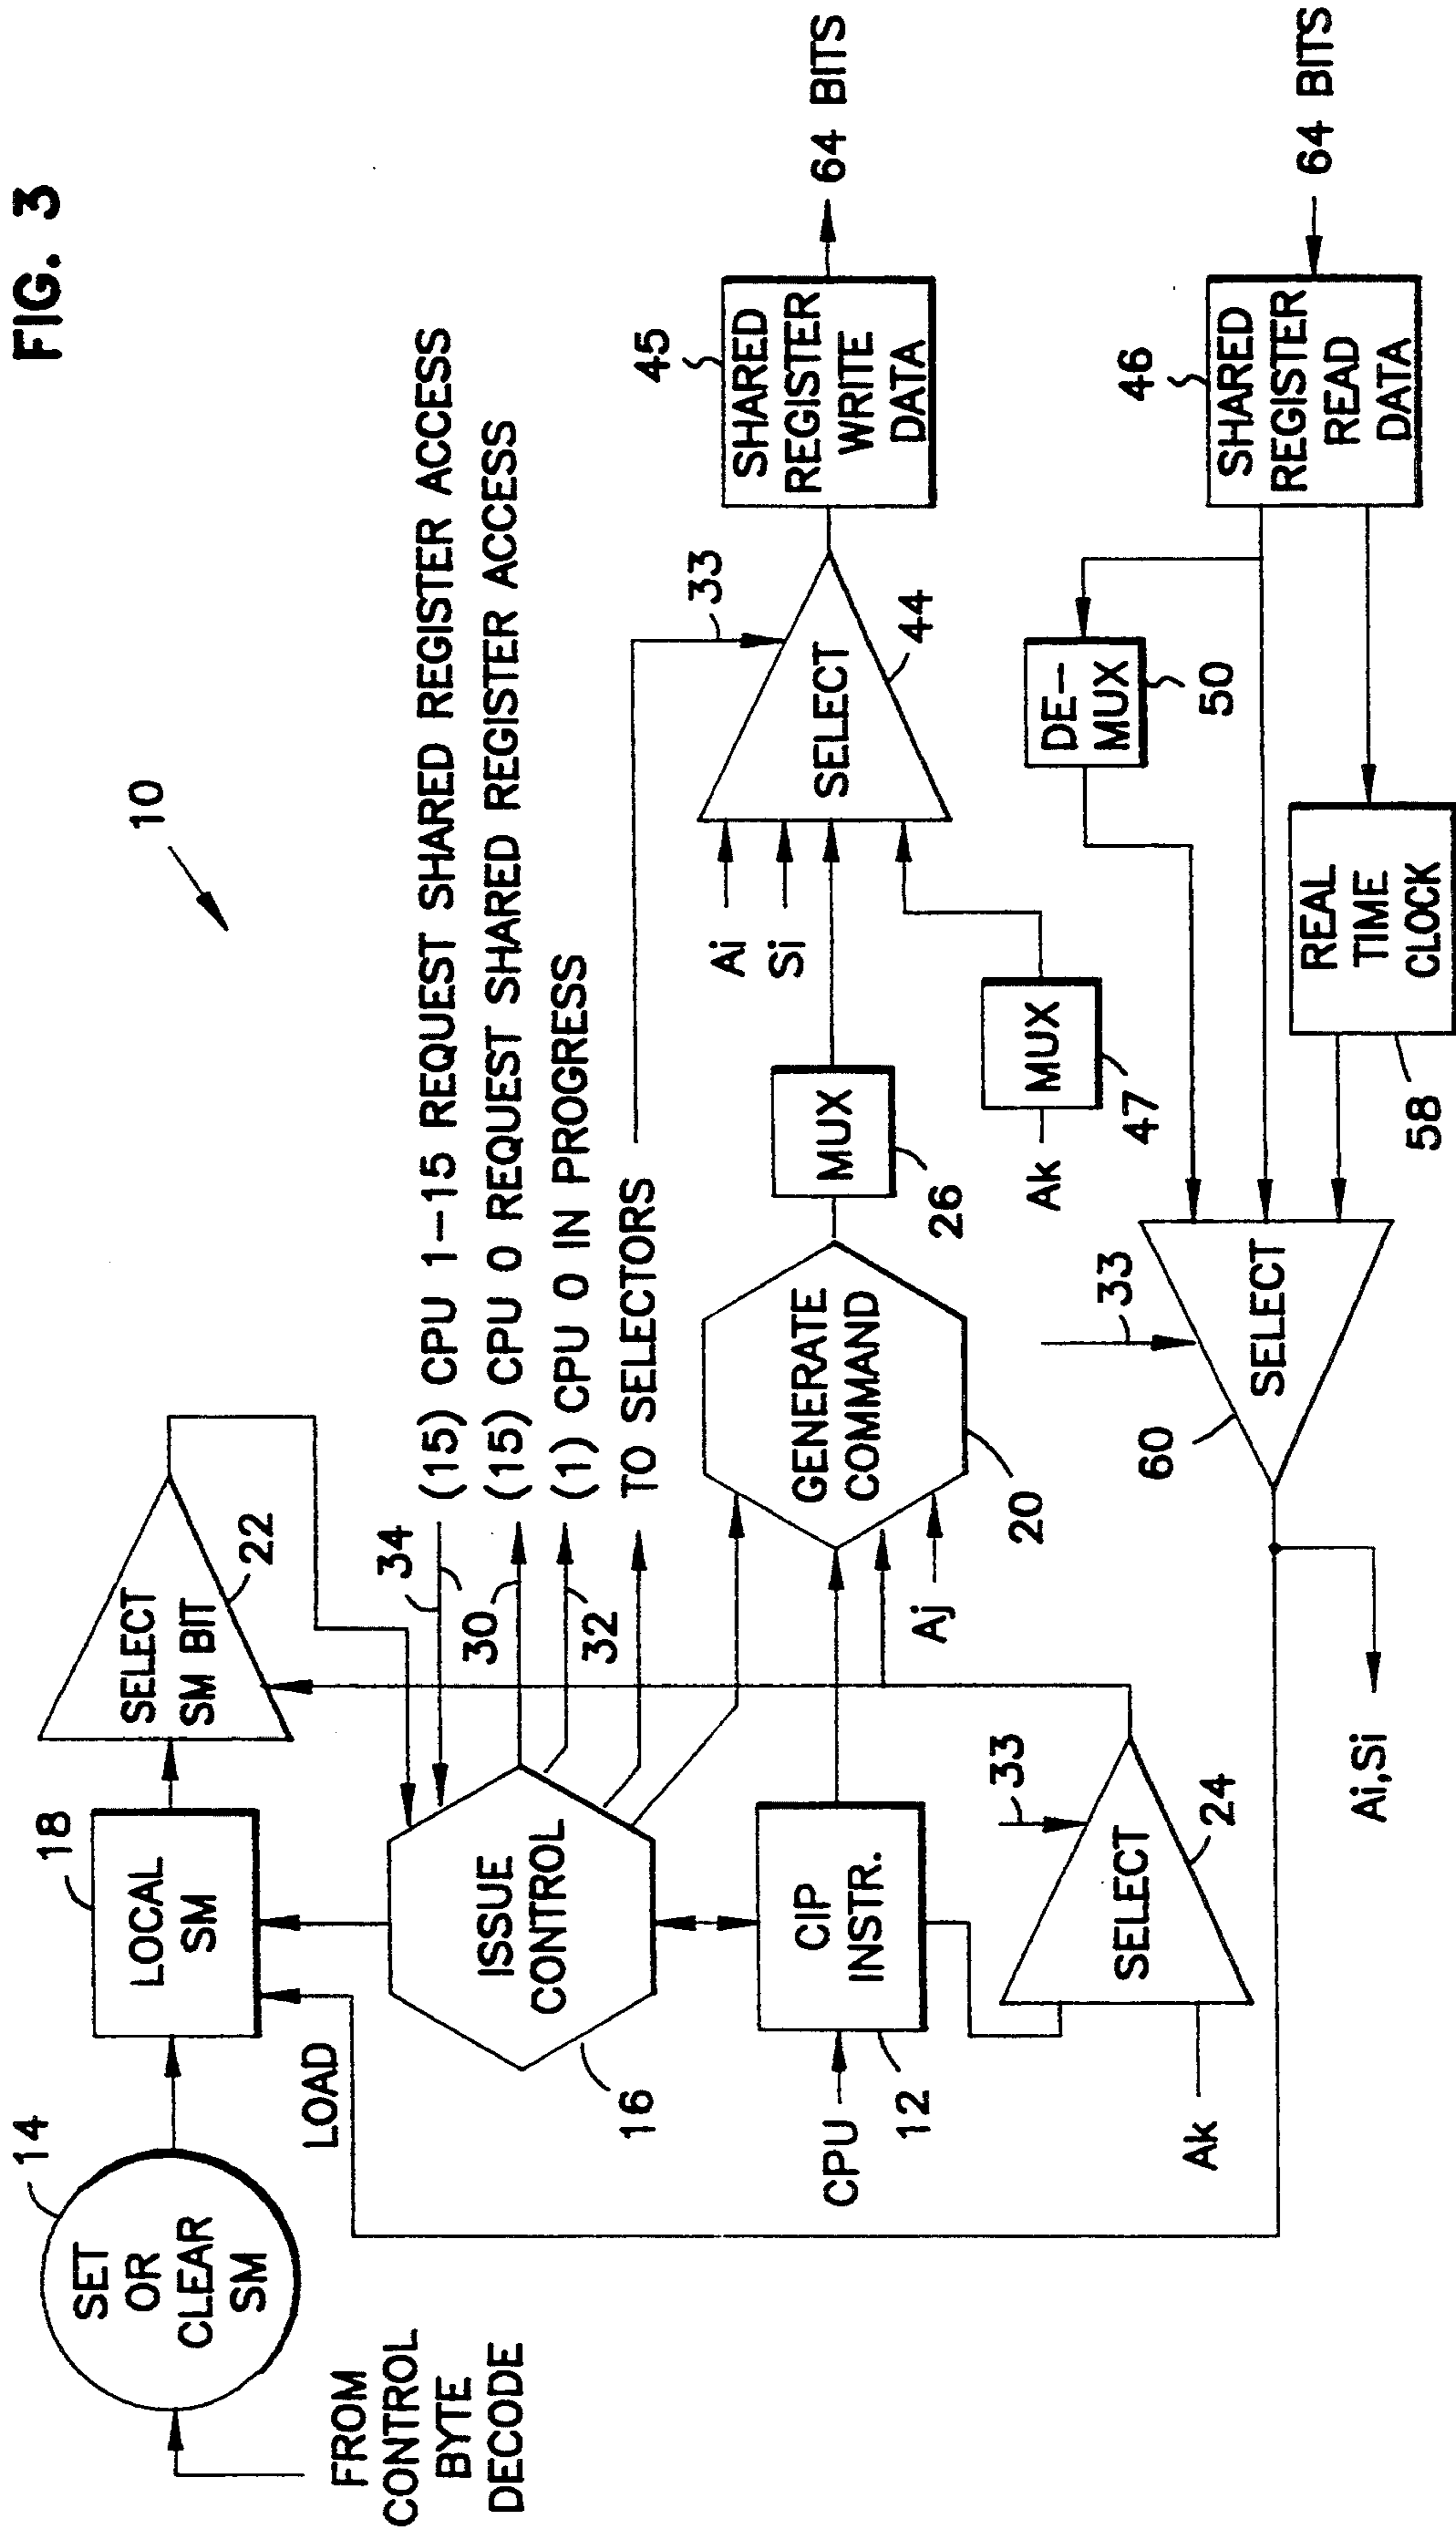 FIG. 3
10
14
SET
OR
CLEAR
SM
FROM
CONTROL
BYTE
DECODE
18
LOCAL
SM
LOAD
SELECT
SM BIT
22
34
(15) CPU 1–15 REQUEST SHARED REGISTER ACCESS
30
(15) CPU 0 REQUEST SHARED REGISTER ACCESS
32
(1) CPU 0 IN PROGRESS
TO SELECTORS
ISSUE
CONTROL
16
CPU
CIP
INSTR.
12
Ak
SELECT
33
24
Aj
GENERATE
COMMAND
20
MUX
26
Ak
MUX
47
Ai
Si
SELECT
33
44
45
SHARED
REGISTER
WRITE
DATA
64 BITS
46
SHARED
REGISTER
READ
DATA
64 BITS
DE–
MUX
50
REAL
TIME
CLOCK
58
33
SELECT
60
Ai,Si